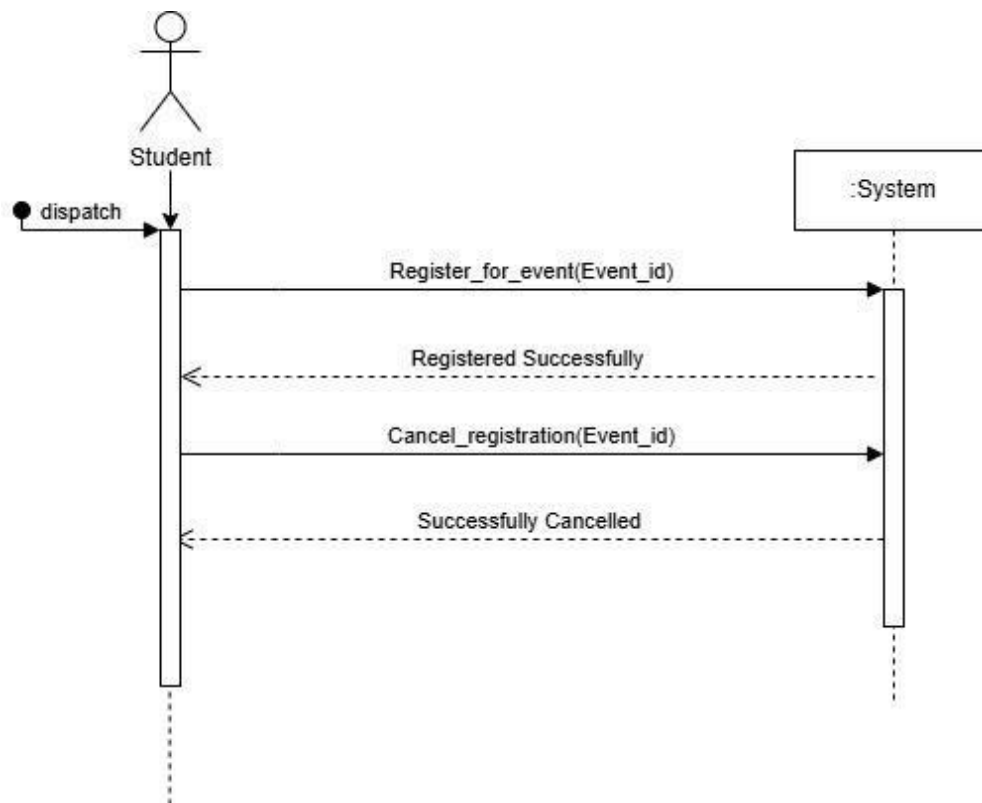 Student
:System
dispatch
Register_for_event(Event_id)
Registered Successfully
Cancel_registration(Event_id)
Successfully Cancelled